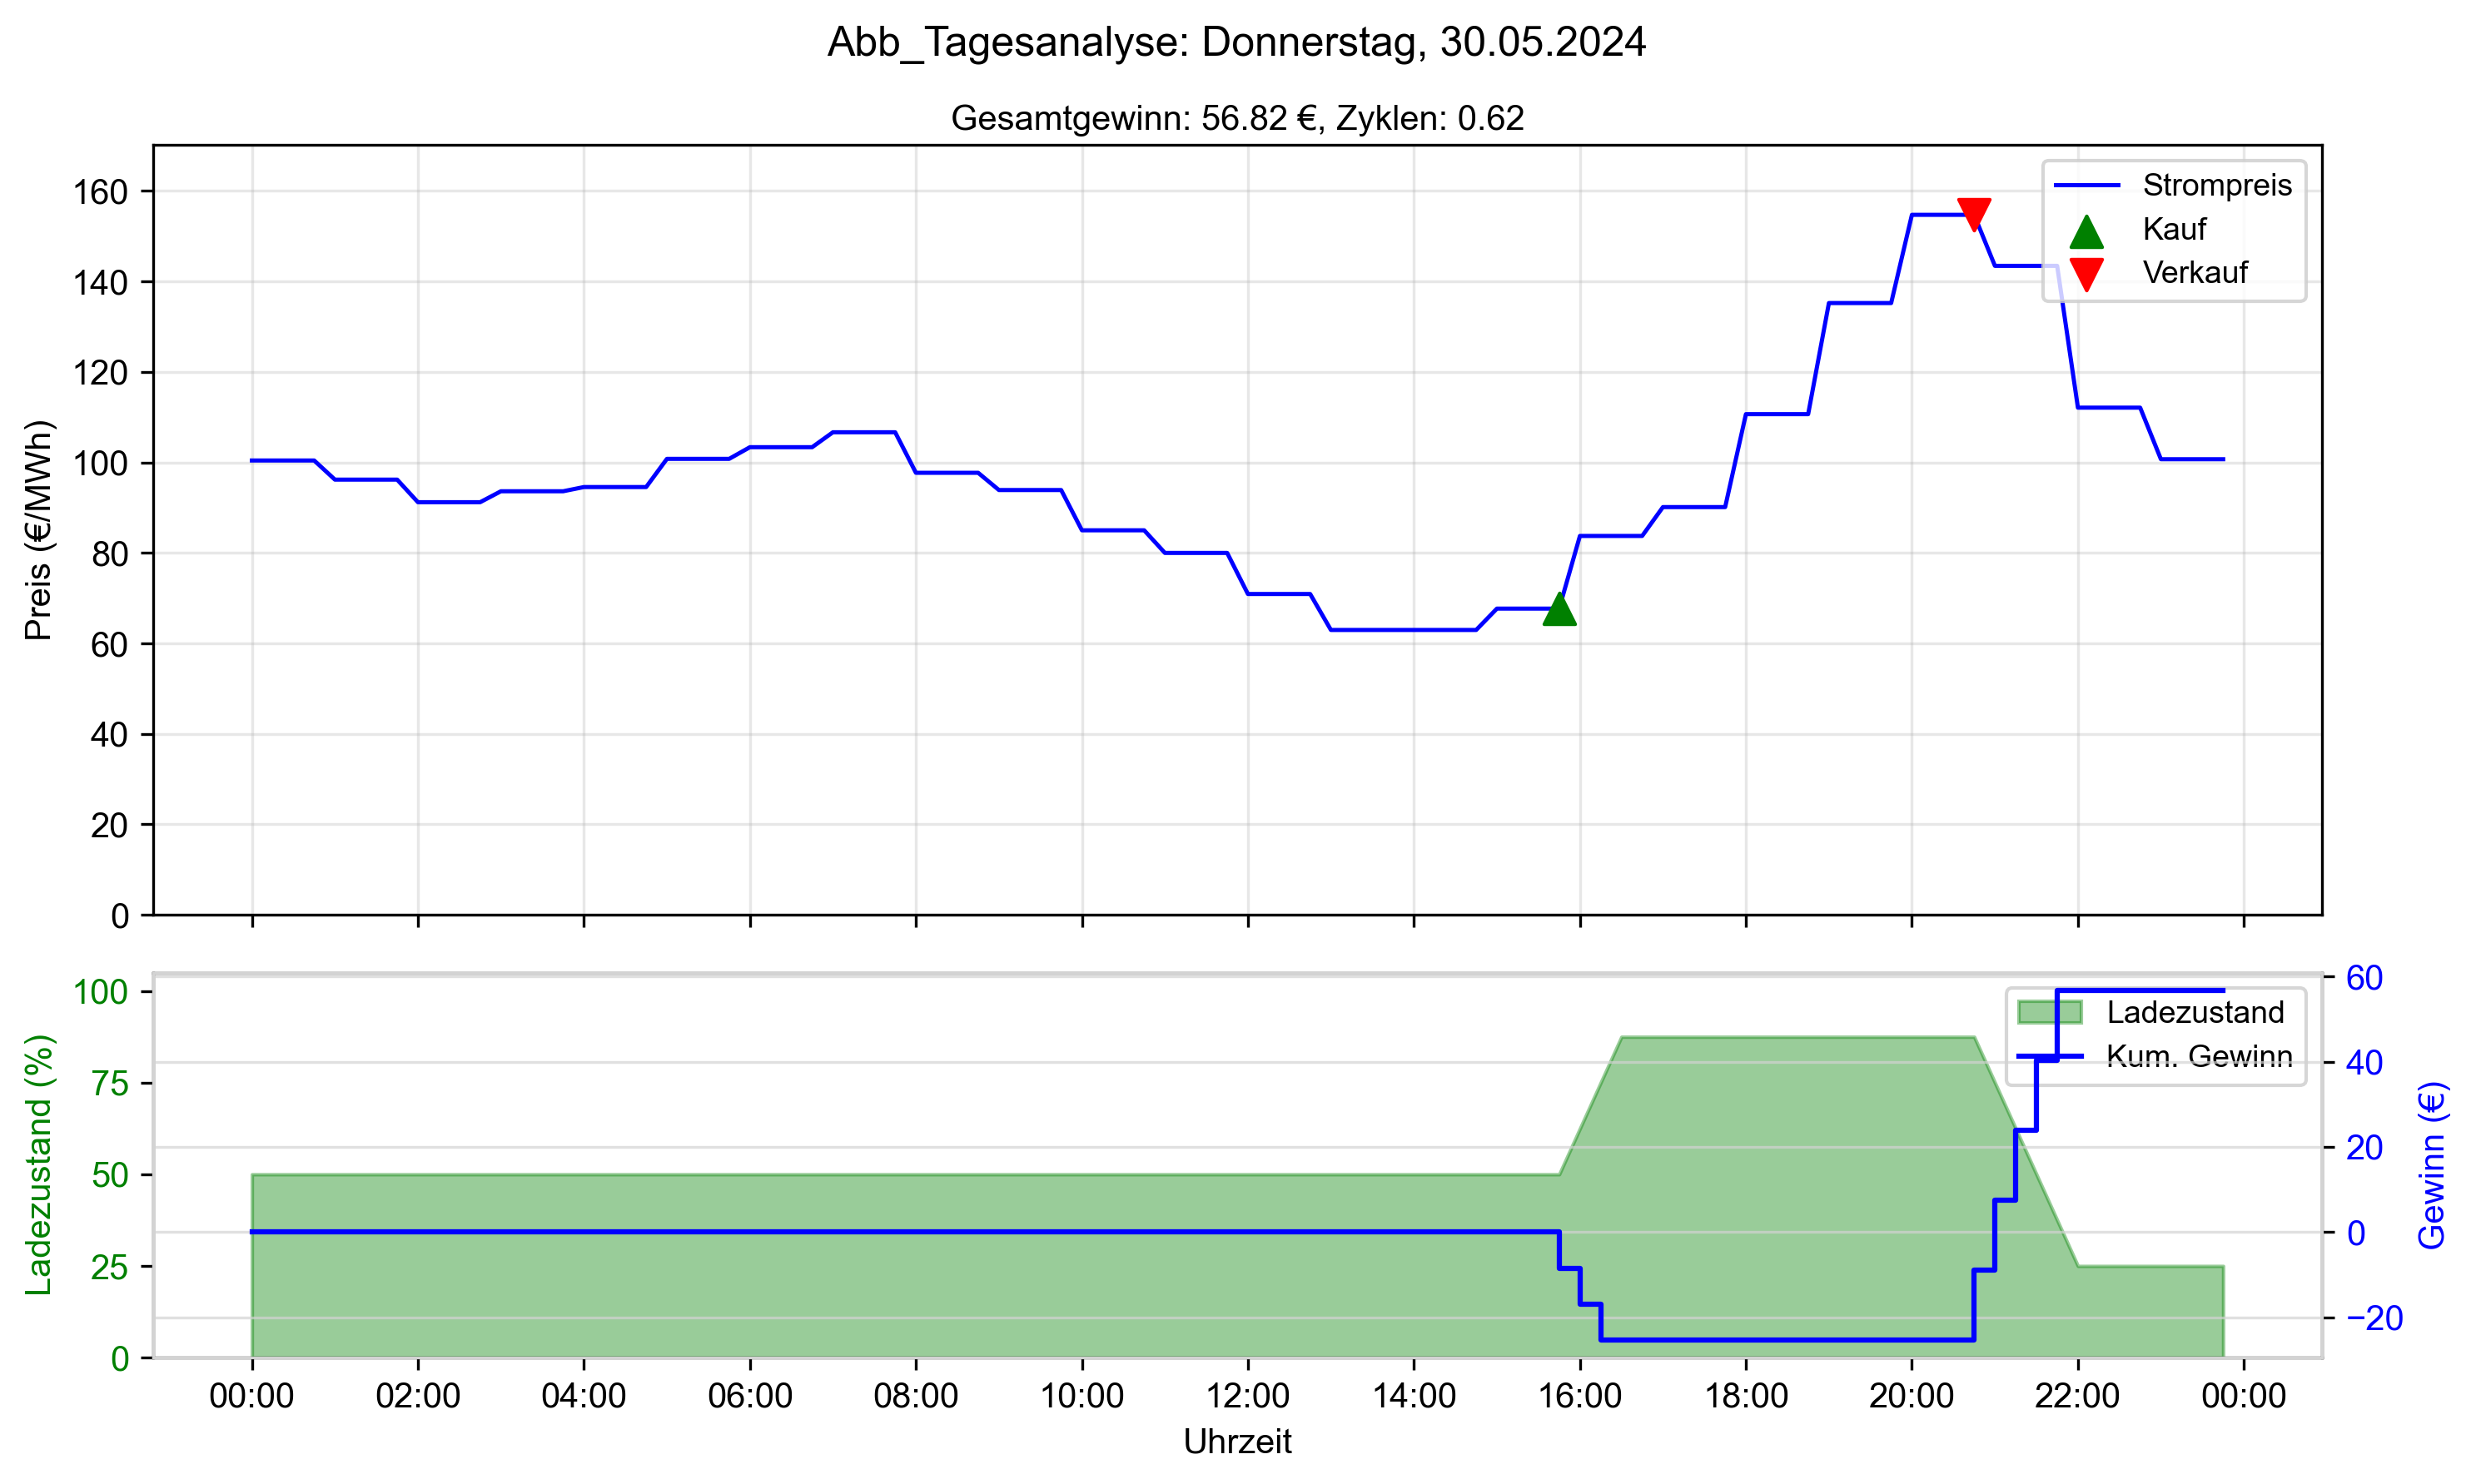 Abb_Tagesanalyse: Donnerstag, 30.05.2024
Gesamtgewinn: 56.82 €, Zyklen: 0.62
Preis (€/MWh)
160
140
120
100
80
60
40
20
0
Strompreis
Kauf
Verkauf
Ladezustand (%)
100
75
50
25
0
Ladezustand
Kum. Gewinn
60
40
20
0
−20
Gewinn (€)
00:00 02:00 04:00 06:00 08:00 10:00 12:00 14:00 16:00 18:00 20:00 22:00 00:00
Uhrzeit